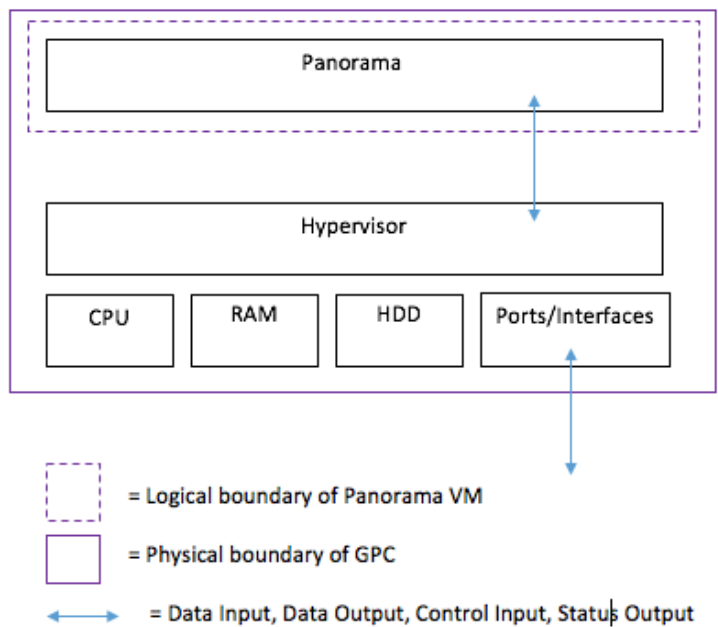 Panorama
Hypervisor
CPU RAM HDD Ports/Interfaces
= Logical boundary of Panorama VM
= Physical boundary of GPC
= Data Input, Data Output, Control Input, Status Output